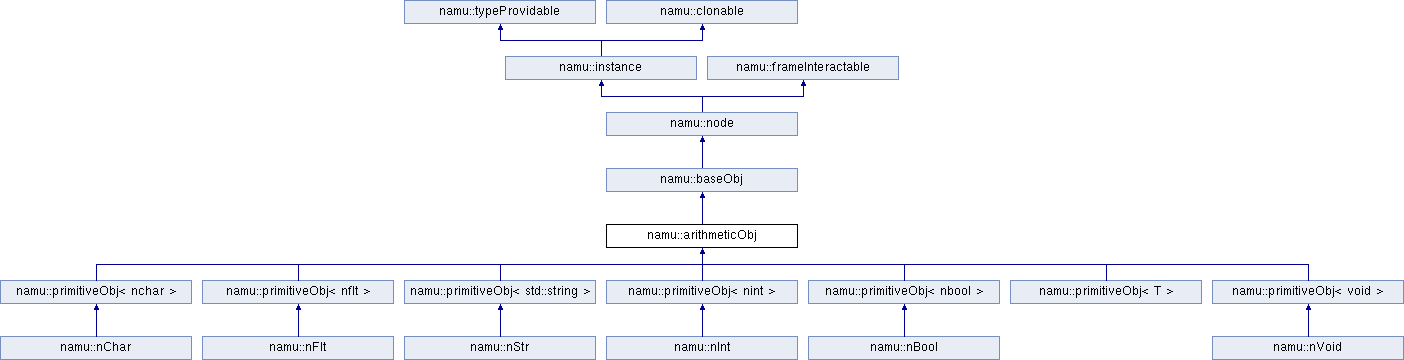 namu::typeProvidable
namu::clonable
namu::instance
namu::frameInteractable
namu::node
namu::baseObj
namu::arithmeticObj
namu::primitiveObj< nchar >
namu::primitiveObj< nflt >
namu::primitiveObj< std::string >
namu::primitiveObj< nint >
namu::primitiveObj< nbool >
namu::primitiveObj< T >
namu::primitiveObj< void >
namu::nChar
namu::nFlt
namu::nStr
namu::nInt
namu::nBool
namu::nVoid